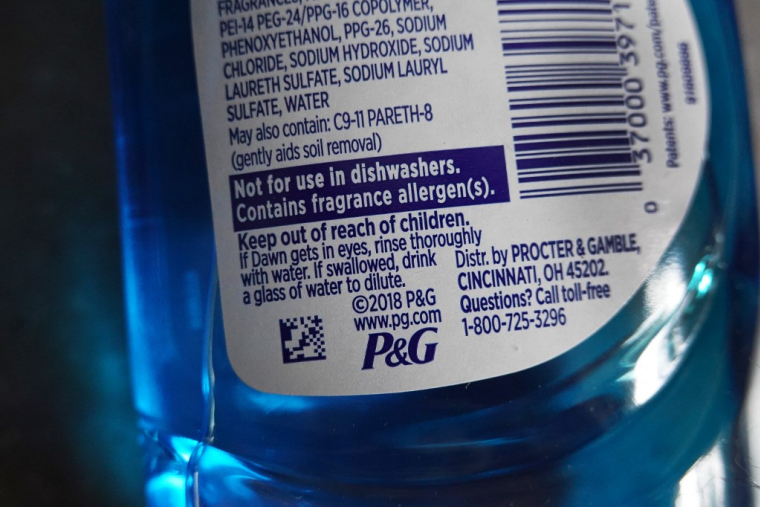 FRAGRANCES,
PEI-14 PEG-24/PPG-16 COPOLYMER,
PHENOXYETHANOL, PPG-26, SODIUM
CHLORIDE, SODIUM HYDROXIDE, SODIUM
LAURETH SULFATE, SODIUM LAURYL
SULFATE, WATER
May also contain: C9-11 PARETH-8
(gently aids soil removal)
Not for use in dishwashers.
Contains fragrance allergen(s).
Keep out of reach of children.
If Dawn gets in eyes, rinse thoroughly
with water. If swallowed, drink
a glass of water to dilute.
©2018 P&G
www.pg.com
P&G
Distr. by PROCTER & GAMBLE,
CINCINNATI, OH 45202.
Questions? Call toll-free
1-800-725-3296
0 37000 3971
Patents: www.pg.com/pate